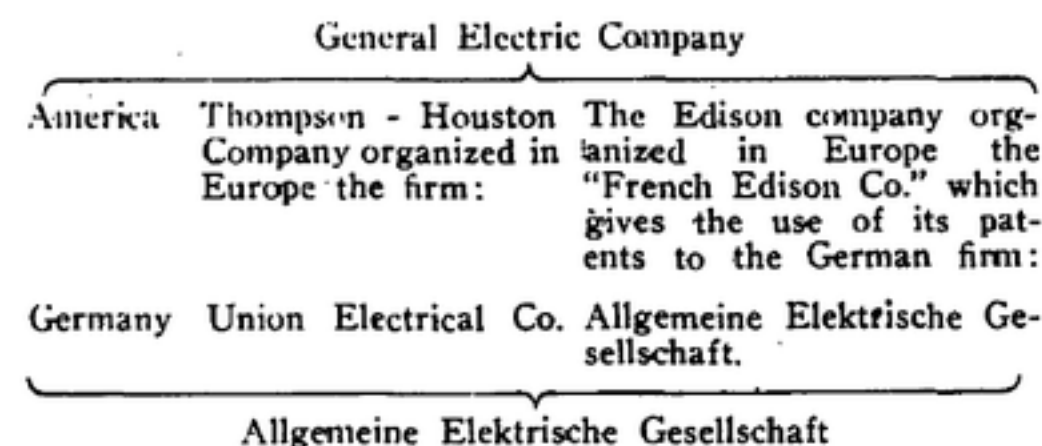 General Electric Company
America Thompson - Houston The Edison company org-
Company organized in anized in Europe the
Europe the firm: "French Edison Co." which
gives the use of its pat-
ents to the German firm:
Germany Union Electrical Co. Allgemeine Elektrische Ge-
sellschaft.
Allgemeine Elektrische Gesellschaft